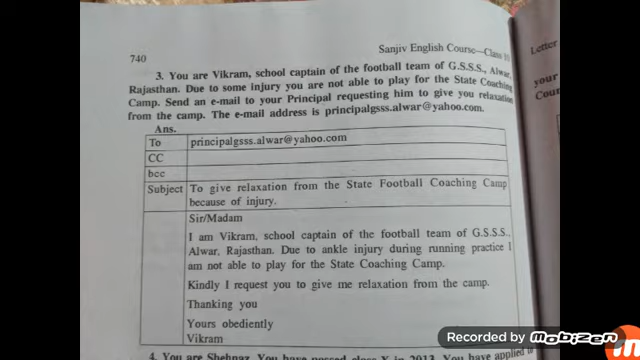 740
Sanjiv English Course—Class
Letter
3. You are Vikram, school captain of the football team of G.S.S.S., Alwar,
Rajasthan. Due to some injury you are not able to play for the State Coaching
Camp. Send an e-mail to your Principal requesting him to give you relaxation
from the camp. The e-mail address is principalgsss.alwar@yahoo.com.
your
Cour
Ans.
To principalgsss.alwar@yahoo.com
CC
bcc
Subject To give relaxation from the State Football Coaching Camp
because of injury.
Sir/Madam
I am Vikram, school captain of the football team of G.S.S.S.,
Alwar, Rajasthan. Due to ankle injury during running practice I
am not able to play for the State Coaching Camp.
Kindly I request you to give me relaxation from the camp.
Thanking you
Yours obediently
Vikram
4. You are Shehnaz. You have passed class X in 2013. You have applied
Recorded by MOBIZEN